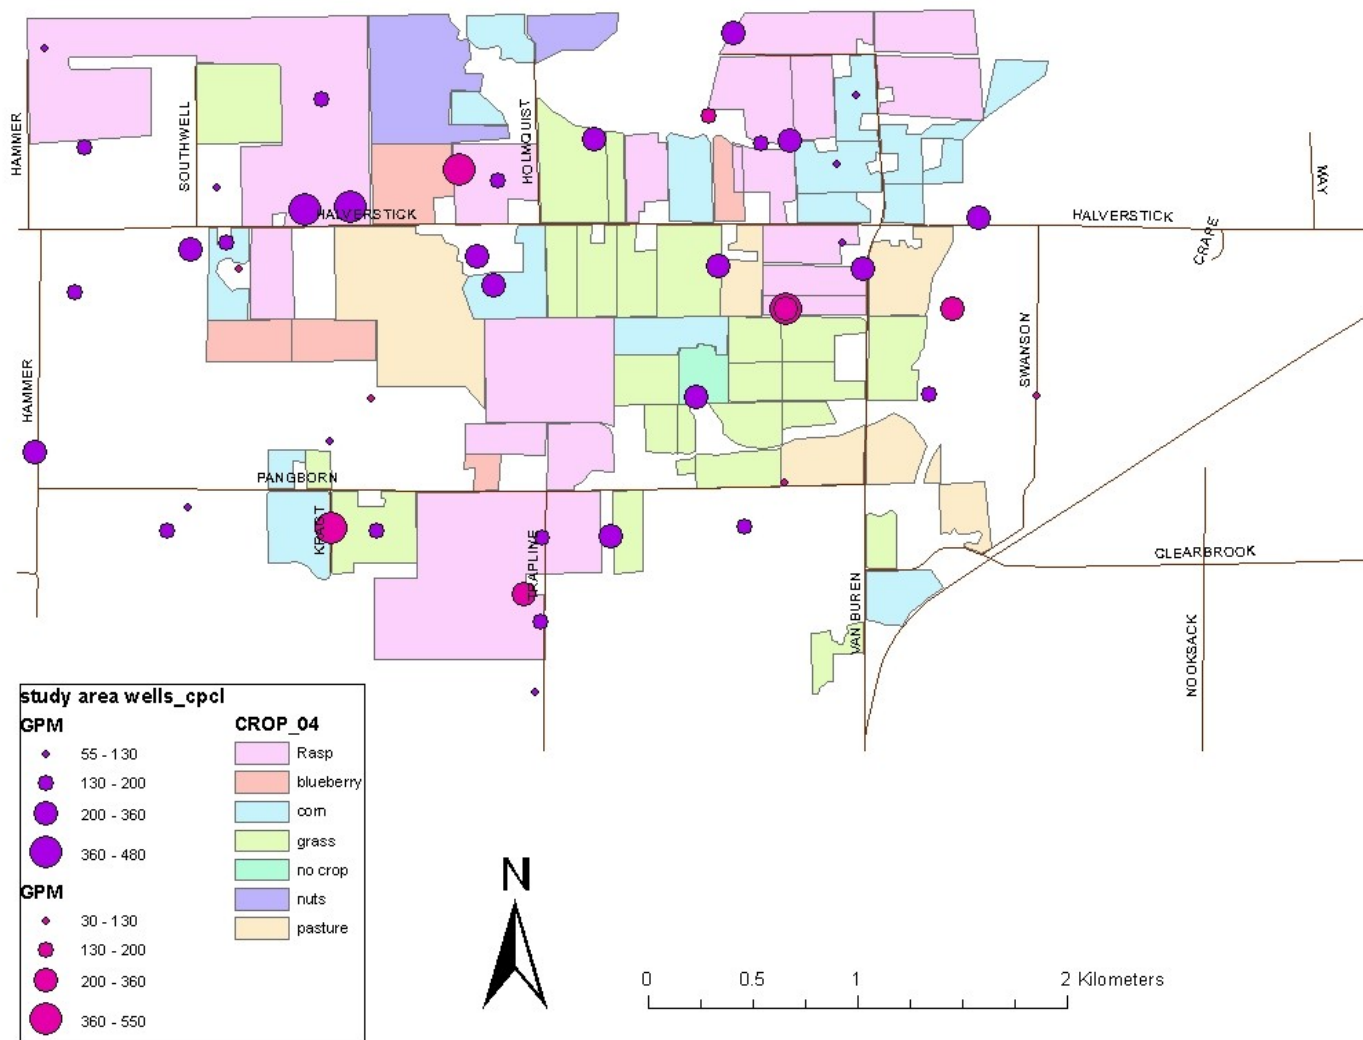 HAMMER
SOUTHWELL
HOLMQUIST
MAY
HALVERSTICK
HALVERSTICK
CRAPE
HAMMER
SWANSON
PANGBORN
KRAIST
TRAPLINE
VAN BUREN
CLEARBROOK
NOOKSACK
study area wells_cpcl
GPM
55 - 130
130 - 200
200 - 360
360 - 480
GPM
30 - 130
130 - 200
200 - 360
360 - 550
CROP_04
Rasp
blueberry
corn
grass
no crop
nuts
pasture
N
0 0.5 1 2 Kilometers